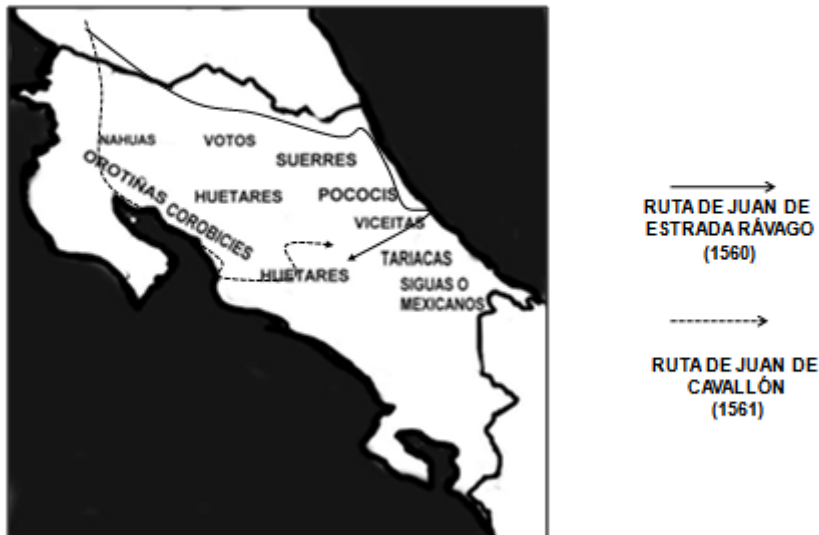 NAHUAS
VOTOS
SUERRES
OROTIÑAS COROBICIES
HUETARES
POCOCIS
VICEITAS
TARIACAS
HUETARES
SIGUAS O
MEXICANOS
RUTA DE JUAN DE
ESTRADA RÁVAGO
(1560)
RUTA DE JUAN DE
CAVALLÓN
(1561)